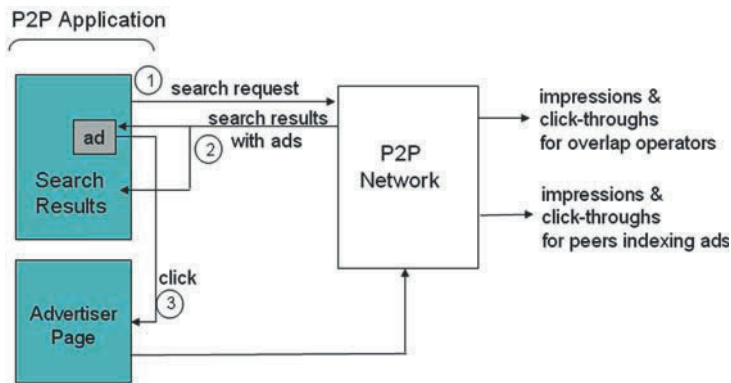 P2P Application
1
search request
ad
search results
with ads
2
Search
Results
P2P
Network
impressions &
click-throughs
for overlap operators
impressions &
click-throughs
for peers indexing ads
click
3
Advertiser
Page